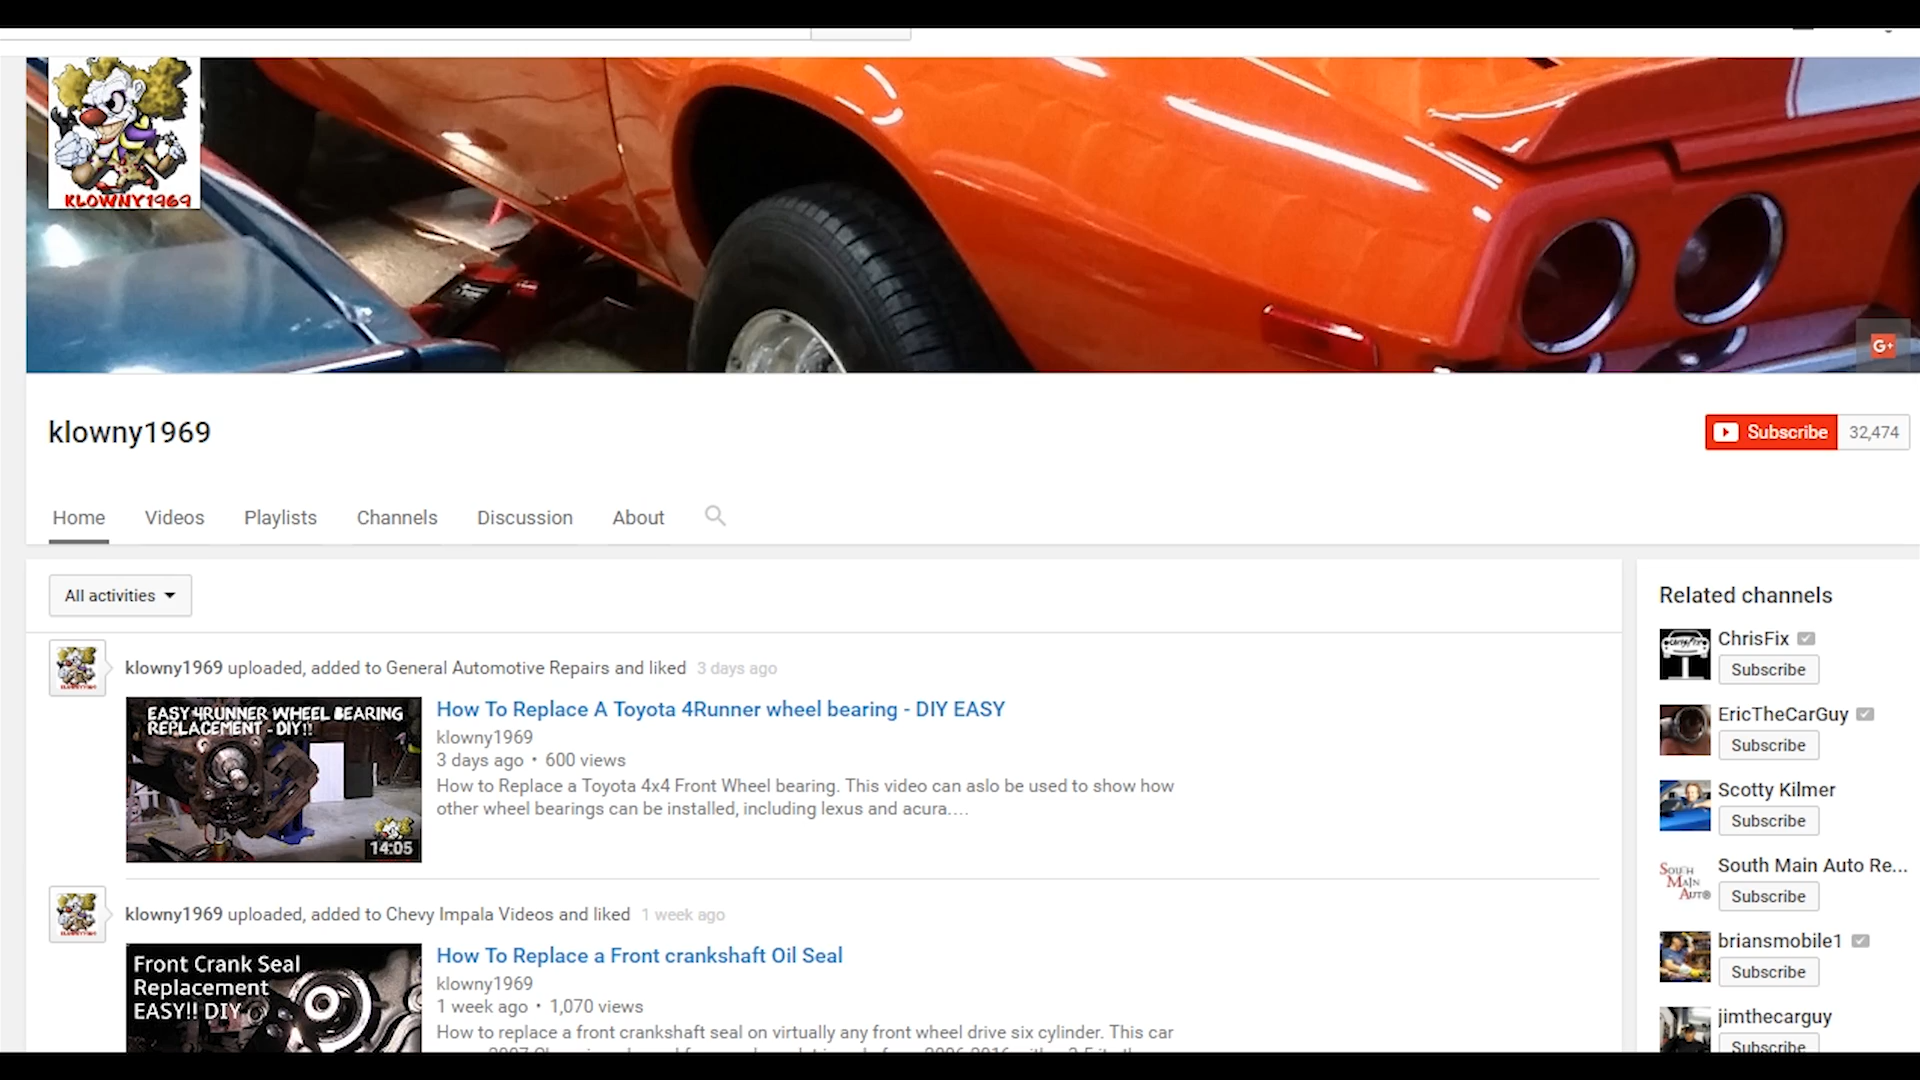 KLOWNY1969
G+
klowny1969
Subscribe 32,474
Home Videos Playlists Channels Discussion About
All activities
klowny1969 uploaded, added to General Automotive Repairs and liked 3 days ago
EASY 4RUNNER WHEEL BEARING
REPLACEMENT - DIY!!
14:05
How To Replace A Toyota 4Runner wheel bearing - DIY EASY
klowny1969
3 days ago • 600 views
How to Replace a Toyota 4x4 Front Wheel bearing. This video can aslo be used to show how
other wheel bearings can be installed, including lexus and acura....
klowny1969 uploaded, added to Chevy Impala Videos and liked 1 week ago
Front Crank Seal
Replacement
EASY!! DIY
How To Replace a Front crankshaft Oil Seal
klowny1969
1 week ago • 1,070 views
How to replace a front crankshaft seal on virtually any front wheel drive six cylinder. This car
Related channels
ChrisFix
Subscribe
EricTheCarGuy
Subscribe
Scotty Kilmer
Subscribe
SOUTH
MAIN
AUTO
South Main Auto Re...
Subscribe
briansmobile1
Subscribe
jimthecarguy
Subscribe